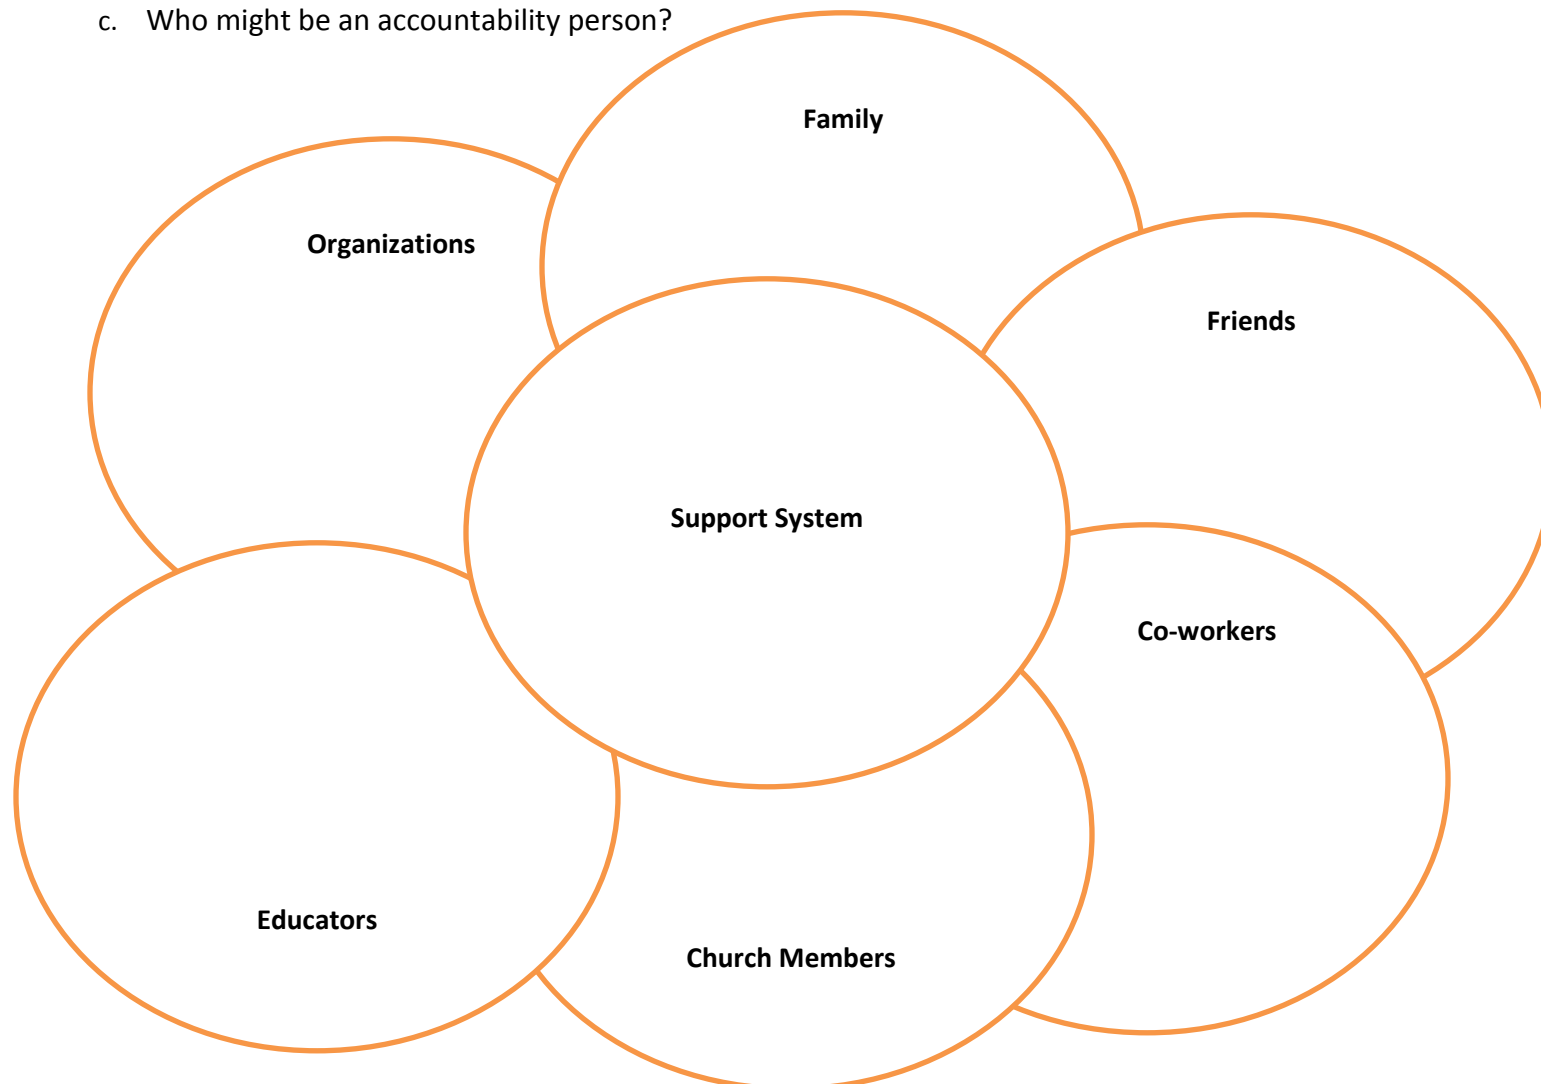 c. Who might be an accountability person?
Family
Organizations
Friends
Support System
Co-workers
Educators
Church Members